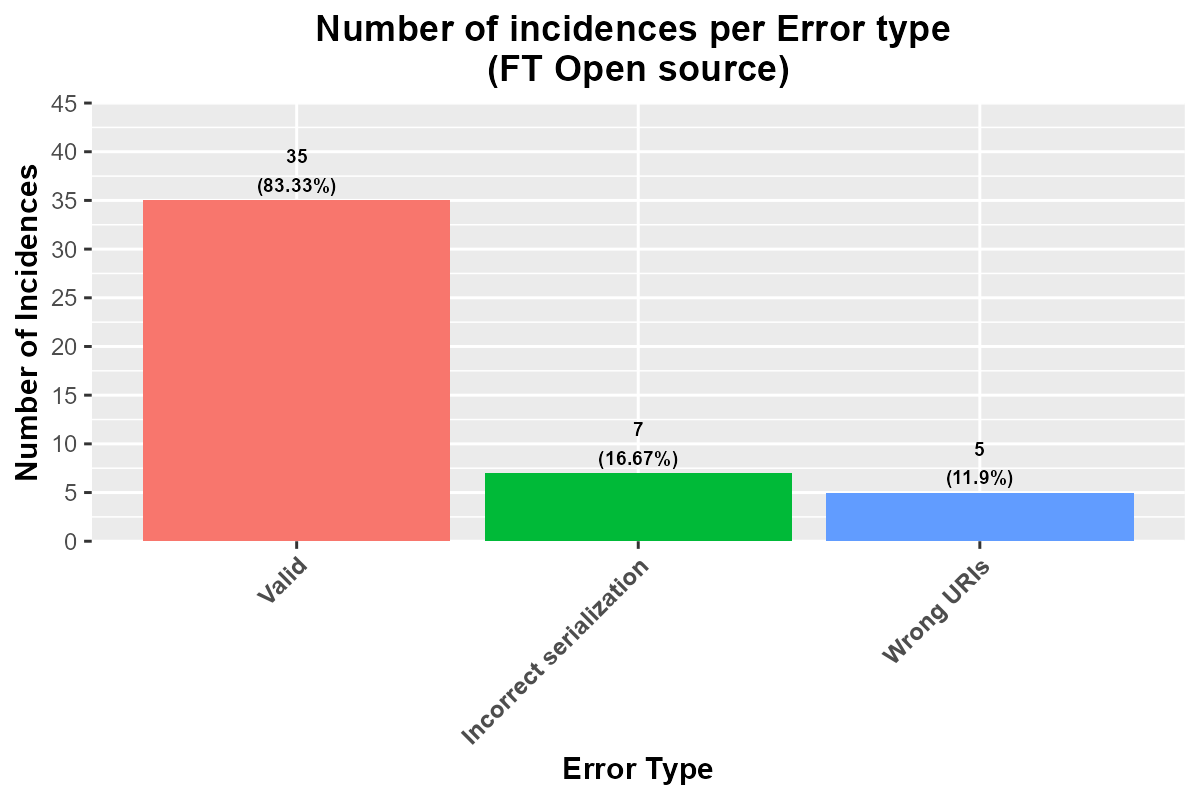 Number of incidences per Error type
(FT Open source)
Number of Incidences
45
40
35
30
25
20
15
10
5
0
35
(83.33%)
7
(16.67%)
5
(11.9%)
Valid
Incorrect serialization
Wrong URIs
Error Type